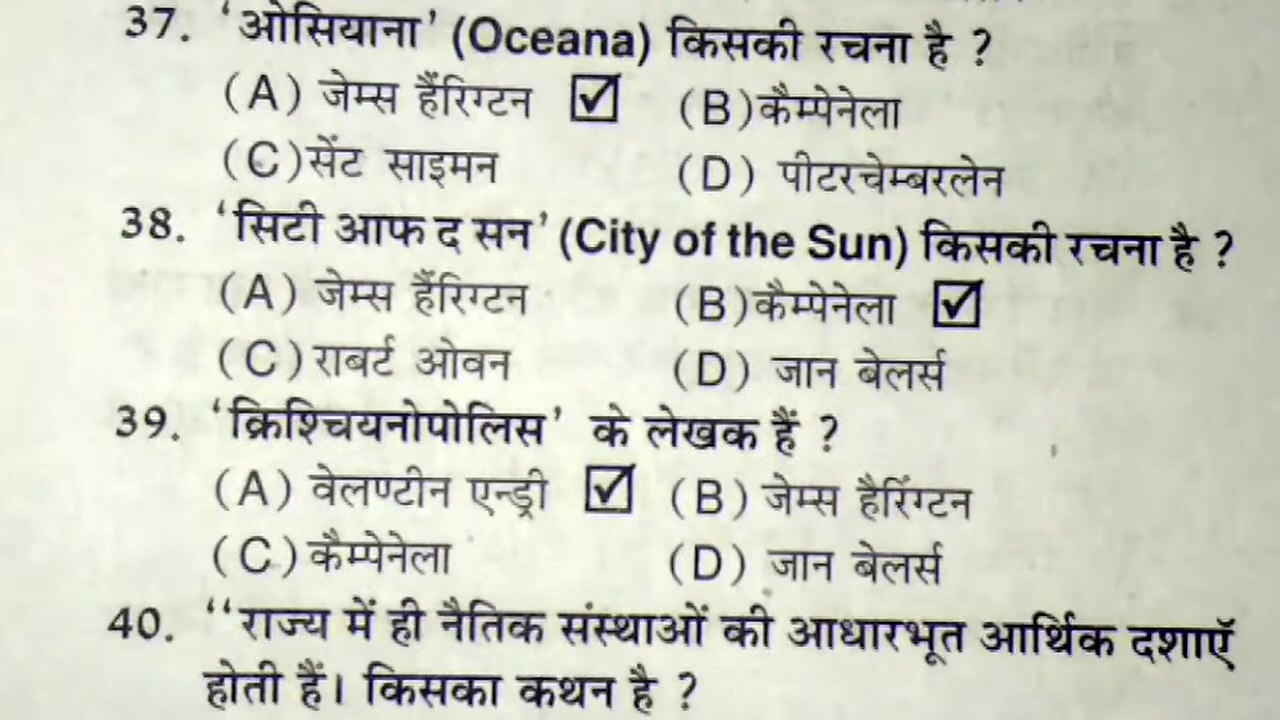 37. 'ओसियाना' (Oceana) किसकी रचना है ?
(A) जेम्स हैंरिग्टन ☑ (B) कैम्पेनेला
(C) सेंट साइमन (D) पीटरचेम्बरलेन
38. 'सिटी आफ द सन' (City of the Sun) किसकी रचना है ?
(A) जेम्स हैंरिग्टन (B) कैम्पेनेला ☑
(C) राबर्ट ओवन (D) जान बेलर्स
39. 'क्रिश्चियनोपोलिस' के लेखक हैं ?
(A) वेलण्टीन एन्ड्री ☑ (B) जेम्स हैरिंग्टन
(C) कैम्पेनेला (D) जान बेलर्स
40. ‘‘राज्य में ही नैतिक संस्थाओं की आधारभूत आर्थिक दशाएँ
होती हैं। किसका कथन है ?